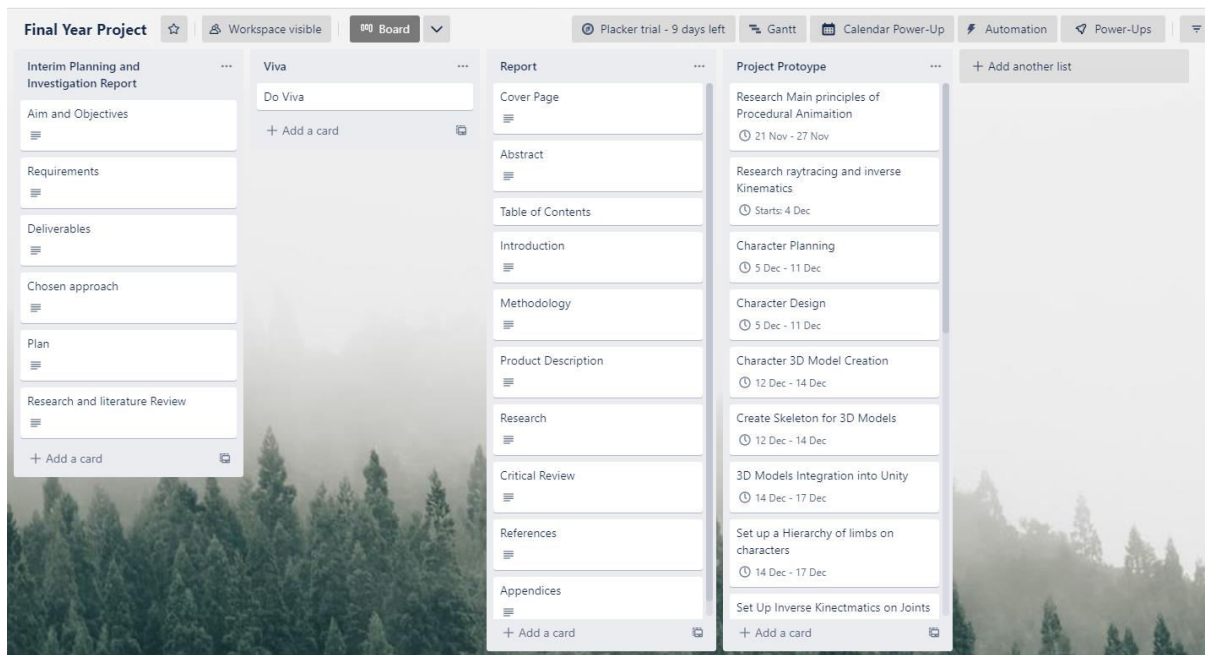 Final Year Project
Workspace visible
Board
Placker trial - 9 days left
Gantt
Calendar Power-Up
Automation
Power-Ups
Interim Planning and
Investigation Report
Aim and Objectives
Requirements
Deliverables
Chosen approach
Plan
Research and literature Review
+ Add a card
Viva
Do Viva
+ Add a card
Report
Cover Page
Abstract
Table of Contents
Introduction
Methodology
Product Description
Research
Critical Review
References
Appendices
+ Add a card
Project Protoype
Research Main principles of
Procedural Animaition
21 Nov - 27 Nov
Research raytracing and inverse
Kinematics
Starts: 4 Dec
Character Planning
5 Dec - 11 Dec
Character Design
5 Dec - 11 Dec
Character 3D Model Creation
12 Dec - 14 Dec
Create Skeleton for 3D Models
12 Dec - 14 Dec
3D Models Integration into Unity
14 Dec - 17 Dec
Set up a Hierarchy of limbs on
characters
14 Dec - 17 Dec
Set Up Inverse Kinectmatics on Joints
+ Add a card
+ Add another list